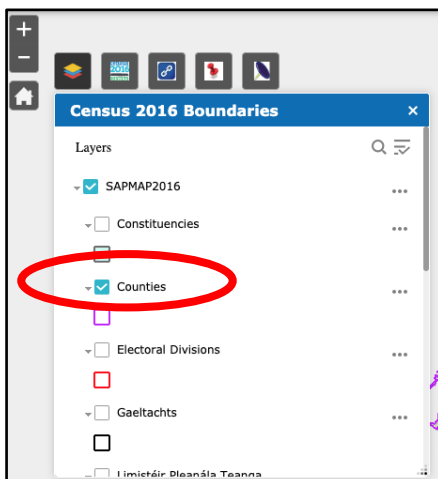 Census 2016 Boundaries
Layers
SAPMAP2016
Constituencies
Counties
Electoral Divisions
Gaeltachts
Limistéir Pleanála Teanga